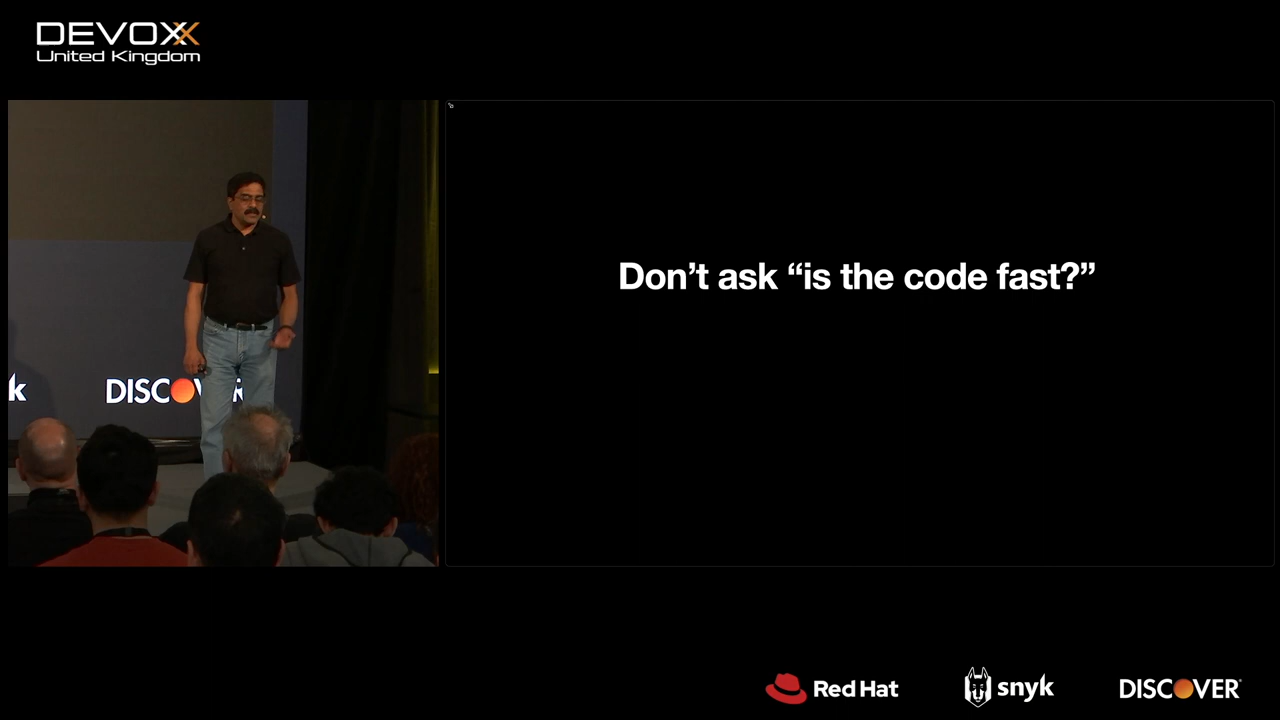 DEVOXX
United Kingdom
Don’t ask “is the code fast?”
k
DISCOVER
Red Hat
snyk
DISCOVER